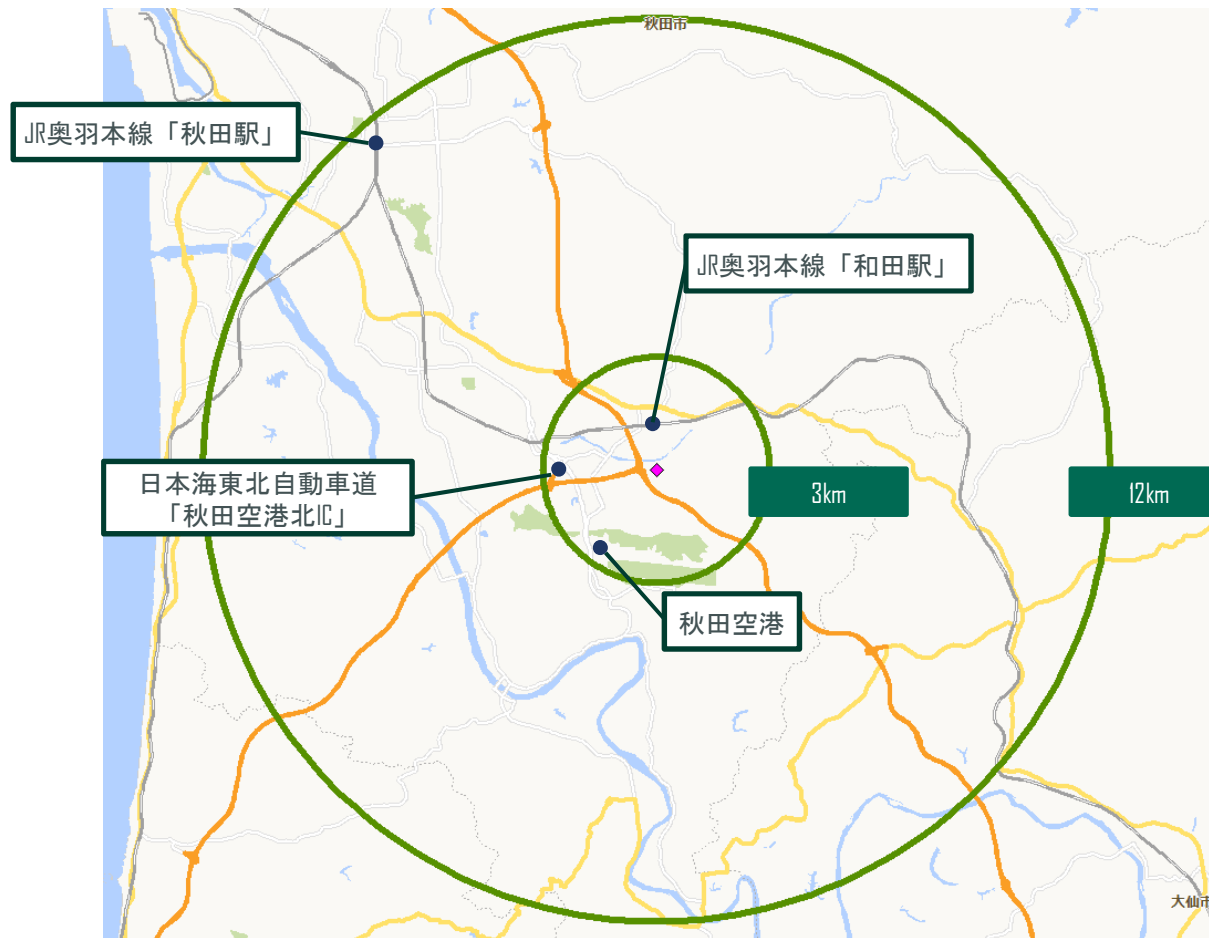 秋田市
JR奥羽本線「秋田駅」
JR奥羽本線「和田駅」
日本海東北自動車道
「秋田空港北IC」
3km
12km
秋田空港
大仙市